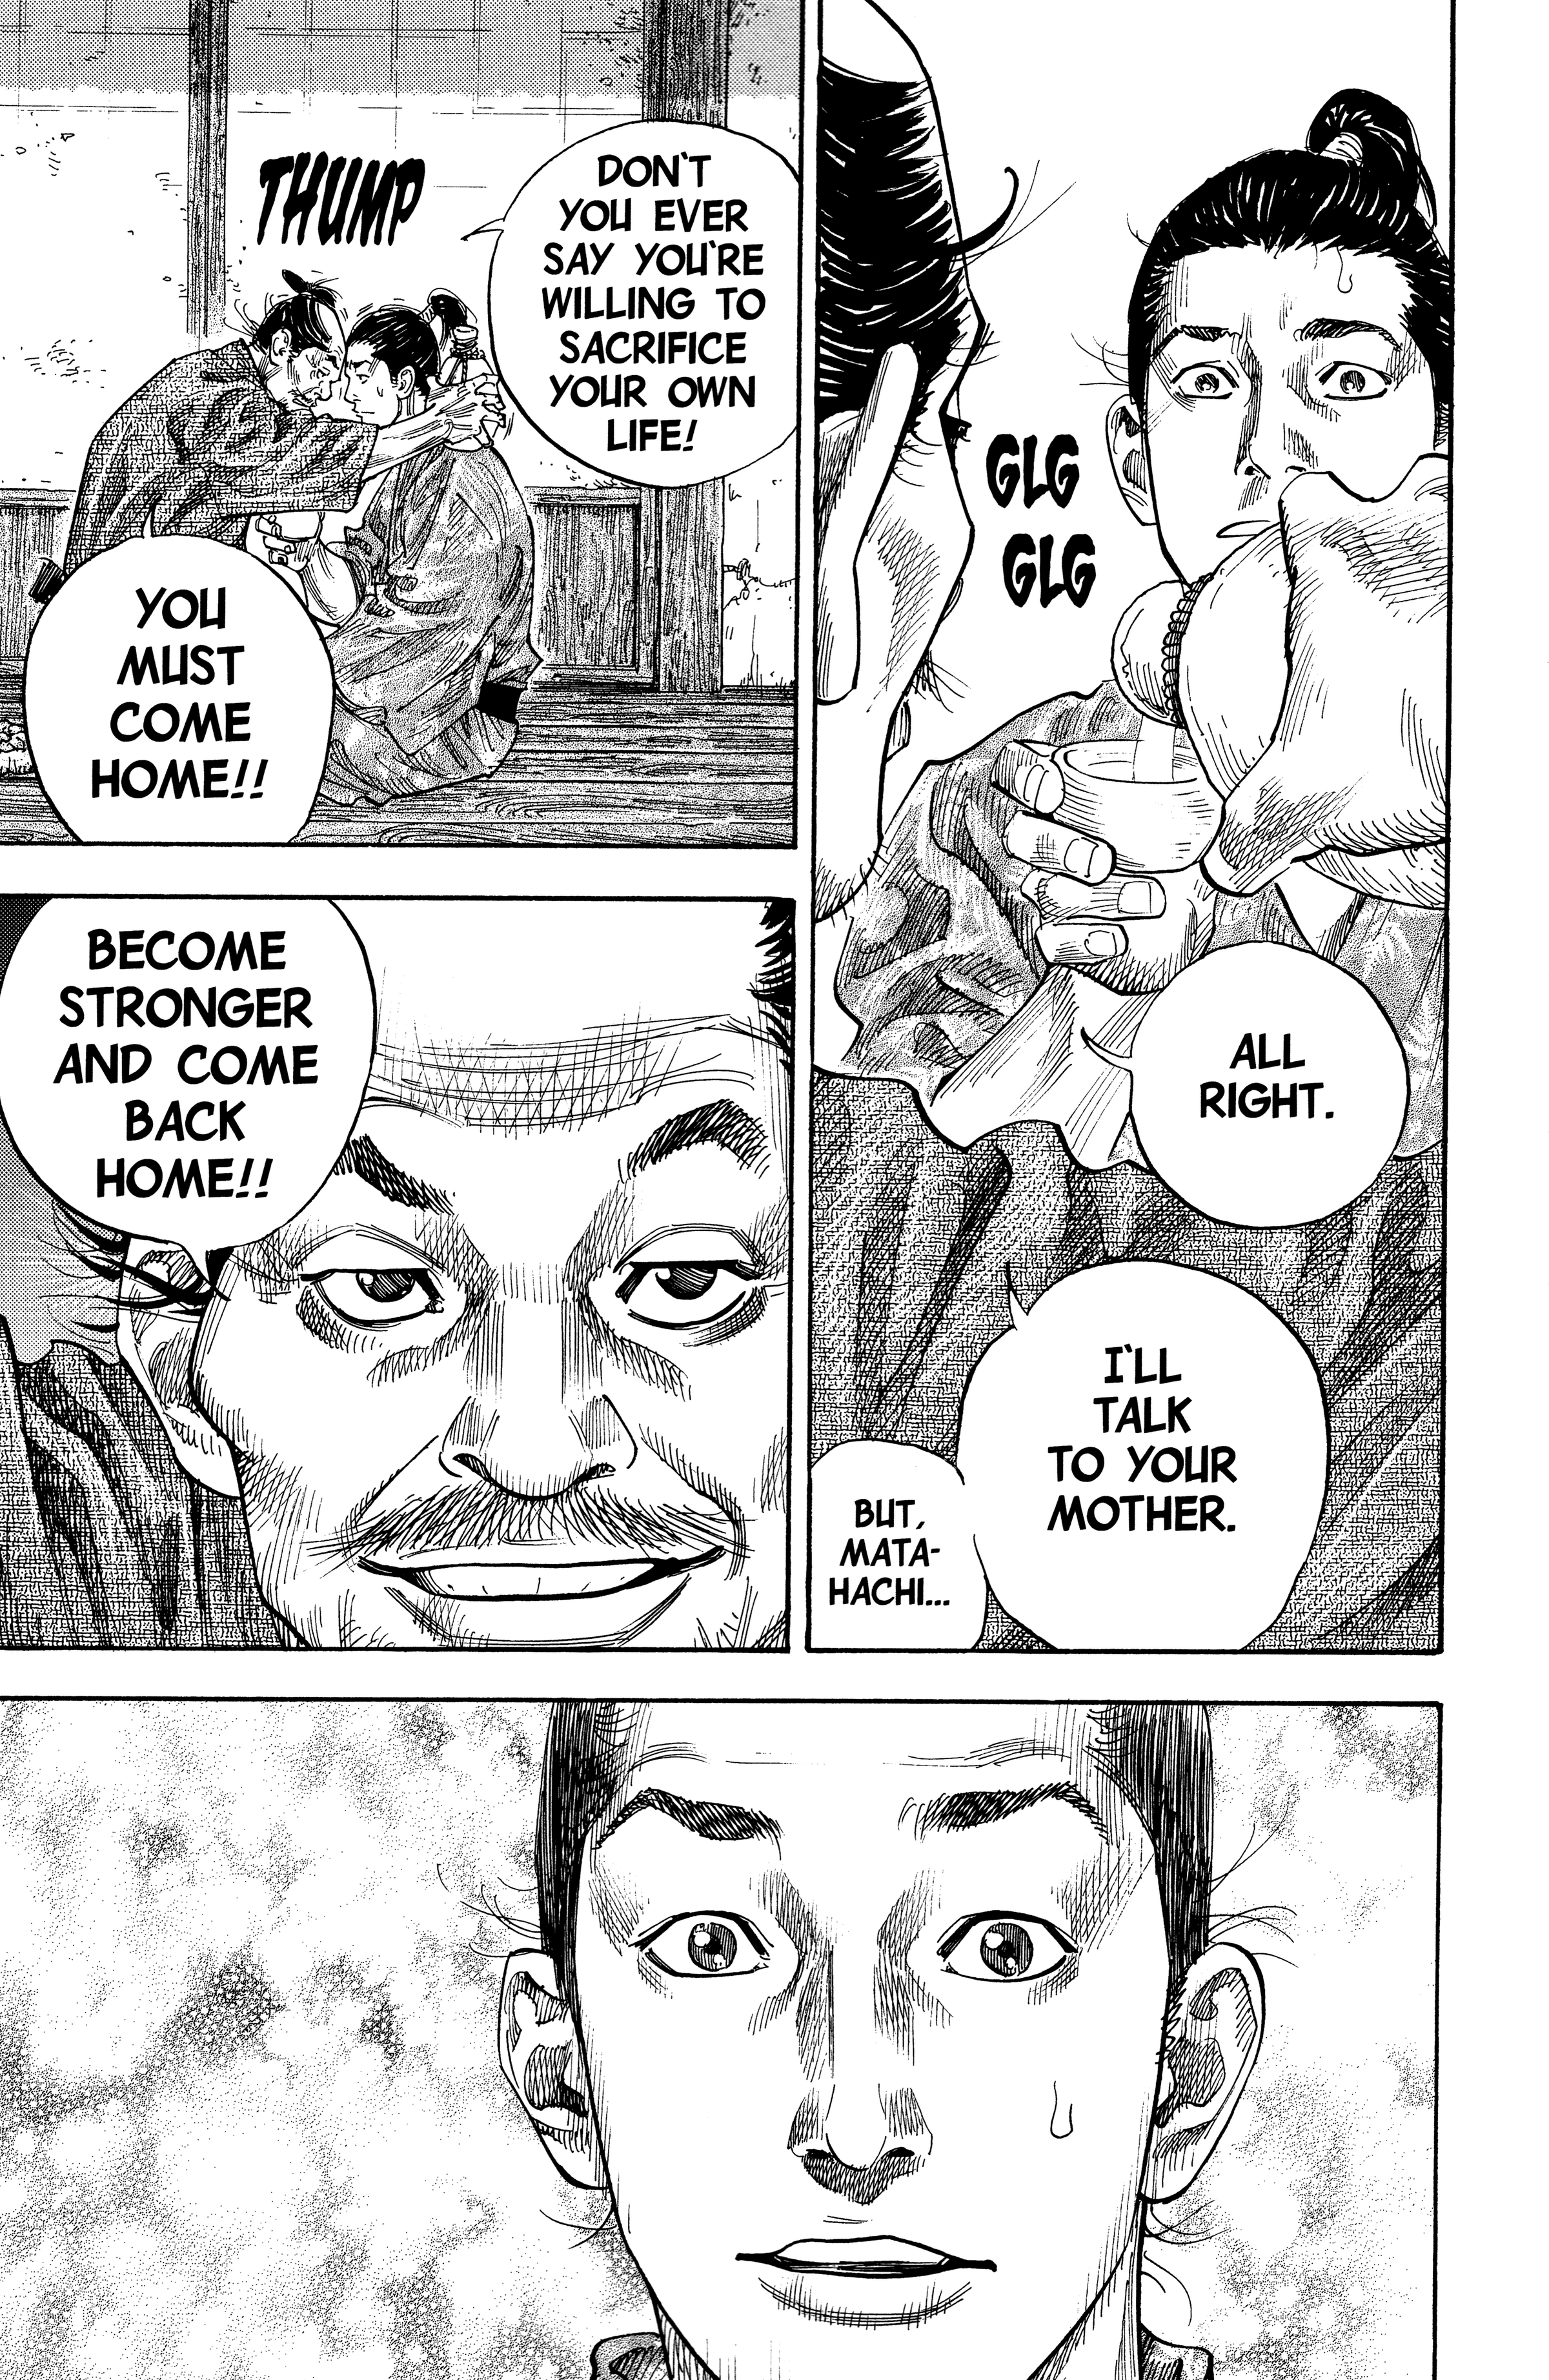 GLG
GLG
ALL
RIGHT.
I'LL
TALK
TO YOUR
MOTHER.
BUT,
MATA-
HACHI...
DON'T
YOU EVER
SAY YOU'RE
WILLING TO
SACRIFICE
YOUR OWN
LIFE!
THUMP
YOU
MUST
COME
HOME!!
BECOME
STRONGER
AND COME
BACK
HOME!!